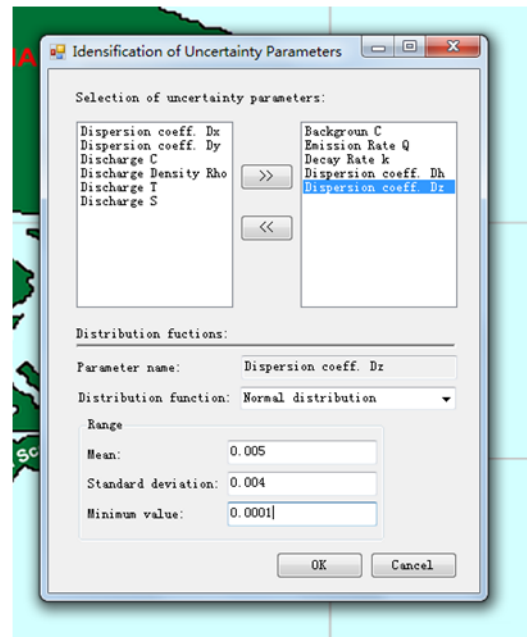 IA
Idensification of Uncertainty Parameters
Selection of uncertainty parameters:
Dispersion coeff. Dx
Dispersion coeff. Dy
Discharge C
Discharge Density Rho
Discharge T
Discharge S
>>
<<
Backgroun C
Emission Rate Q
Decay Rate k
Dispersion coeff. Dh
Dispersion coeff. Dz
Distribution fuctions:
Parameter name: Dispersion coeff. Dz
Distribution function: Normal distribution
Range
Mean: 0.005
Standard deviation: 0.004
Minimum value: 0.0001
OK Cancel
Sc